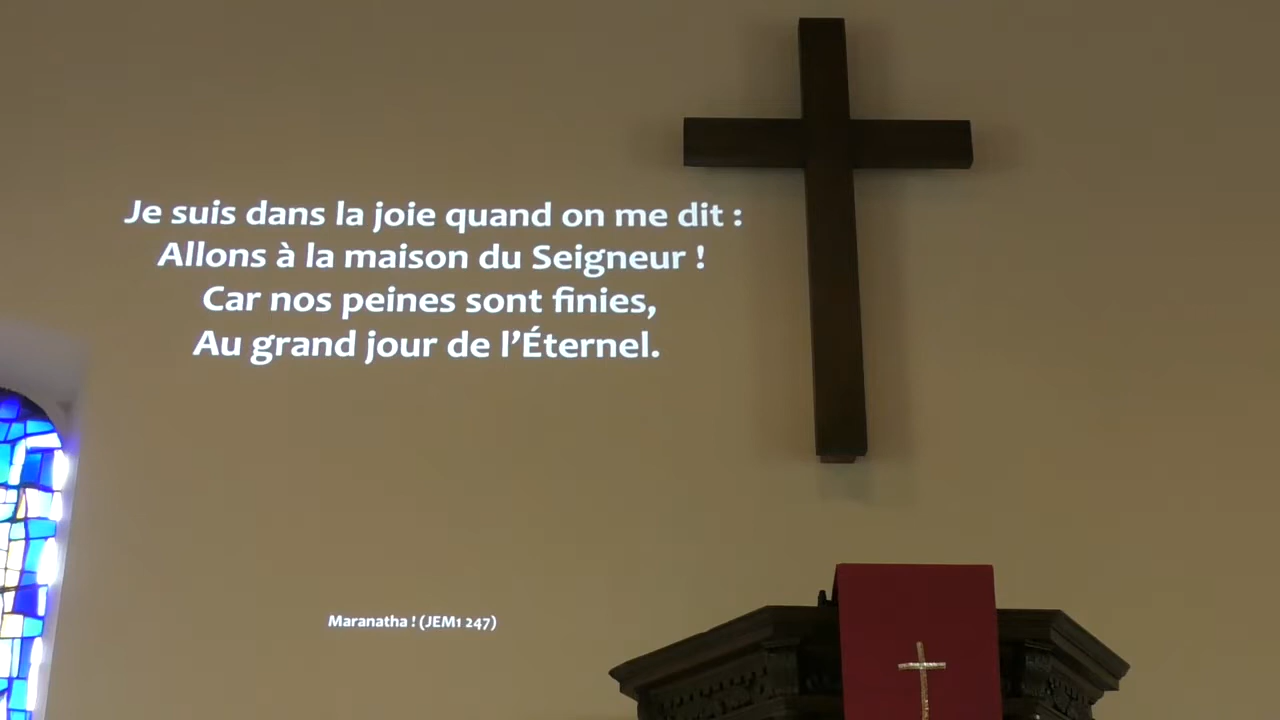 Je suis dans la joie quand on me dit :
Allons à la maison du Seigneur !
Car nos peines sont finies,
Au grand jour de l’Éternel.
Maranatha ! (JEM1 247)